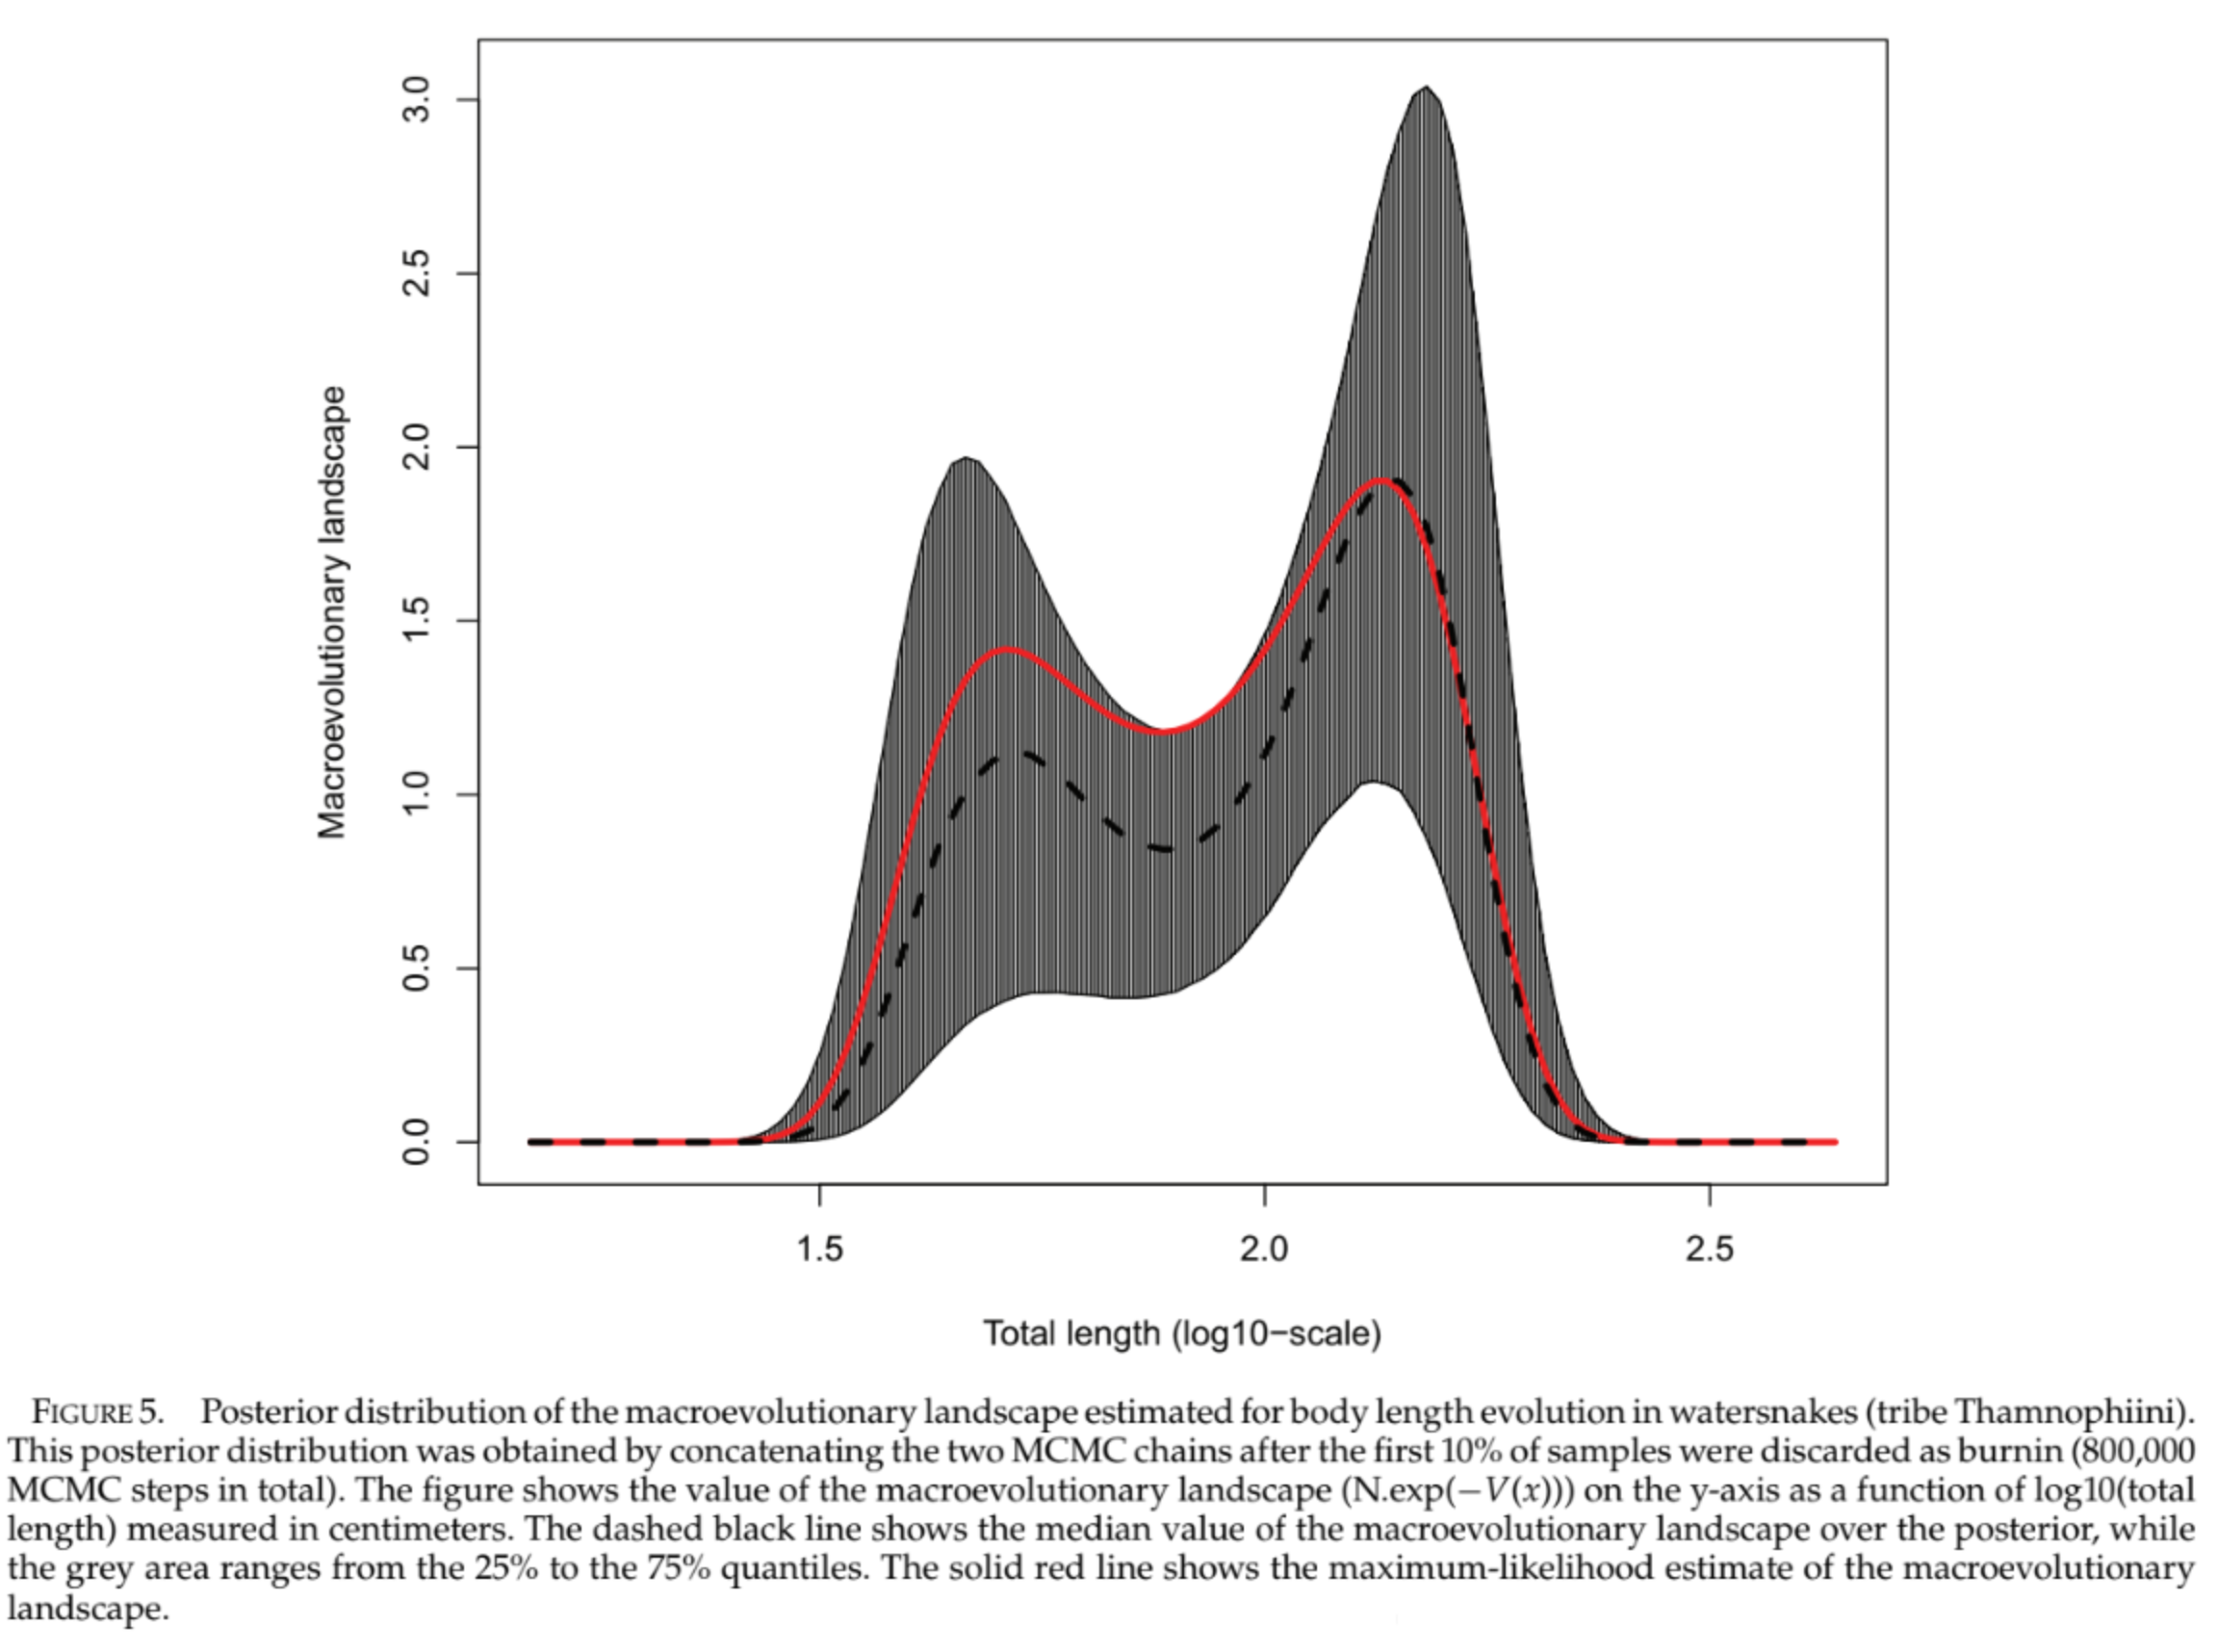 3.0
2.5
2.0
1.5
1.0
0.5
0.0
Macroevolutionary landscape
1.5 2.0 2.5
Total length (log10−scale)
FIGURE 5. Posterior distribution of the macroevolutionary landscape estimated for body length evolution in watersnakes (tribe Thamnophiini).
This posterior distribution was obtained by concatenating the two MCMC chains after the first 10% of samples were discarded as burnin (800,000
MCMC steps in total). The figure shows the value of the macroevolutionary landscape (N.exp(−V(x))) on the y-axis as a function of log10(total
length) measured in centimeters. The dashed black line shows the median value of the macroevolutionary landscape over the posterior, while
the grey area ranges from the 25% to the 75% quantiles. The solid red line shows the maximum-likelihood estimate of the macroevolutionary
landscape.